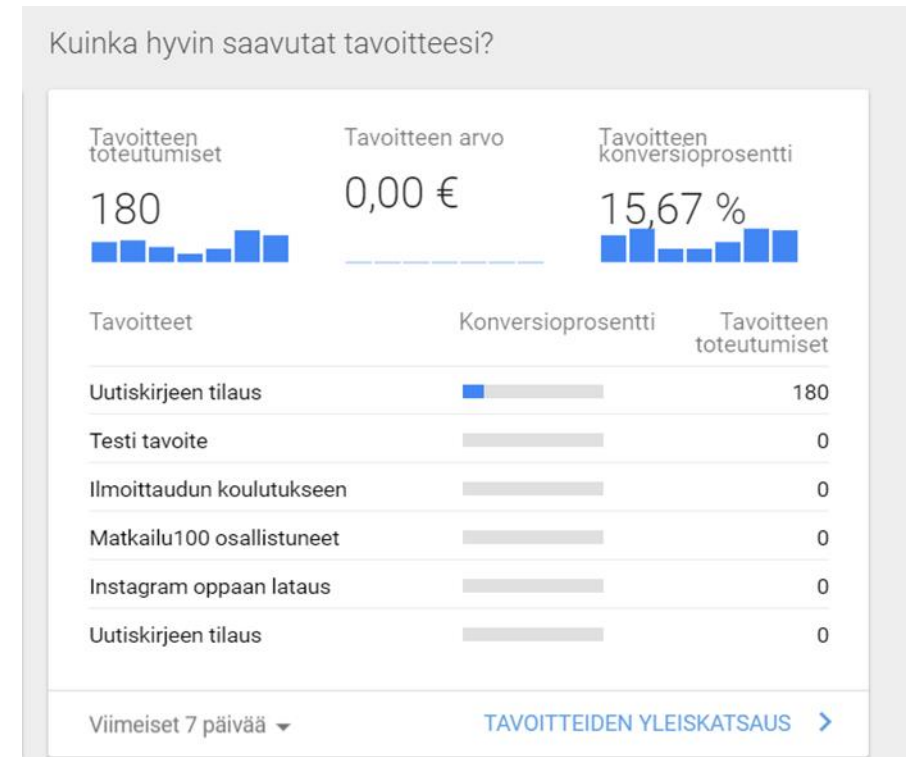 Kuinka hyvin saavutat tavoitteesi?
Tavoitteen
toteutumiset
Tavoitteen arvo
Tavoitteen
konversioprosentti
180
0,00 €
15,67 %
Tavoitteet
Konversioprosentti
Tavoitteen
toteutumiset
Uutiskirjeen tilaus 180
Testi tavoite 0
Ilmoittaudun koulutukseen 0
Matkailu100 osallistuneet 0
Instagram oppaan lataus 0
Uutiskirjeen tilaus 0
Viimeiset 7 päivää TAVOITTEIDEN YLEISKATSAUS